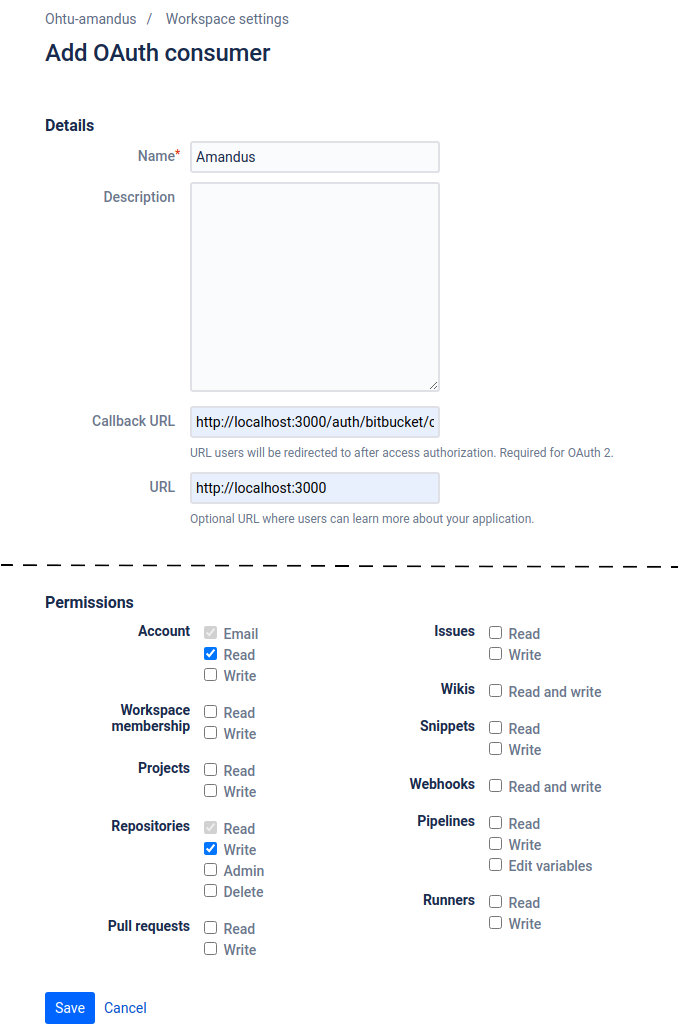 Ohtu-amandus / Workspace settings
Add OAuth consumer
Details
Name*
Amandus
Description
Callback URL
http://localhost:3000/auth/bitbucket/c
URL users will be redirected to after access authorization. Required for OAuth 2.
URL
http://localhost:3000
Optional URL where users can learn more about your application.
Permissions
Account
Email
Read
Write
Workspace
membership
Read
Write
Projects
Read
Write
Repositories
Read
Write
Admin
Delete
Pull requests
Read
Write
Issues
Read
Write
Wikis
Read and write
Snippets
Read
Write
Webhooks
Read and write
Pipelines
Read
Write
Edit variables
Runners
Read
Write
Save
Cancel